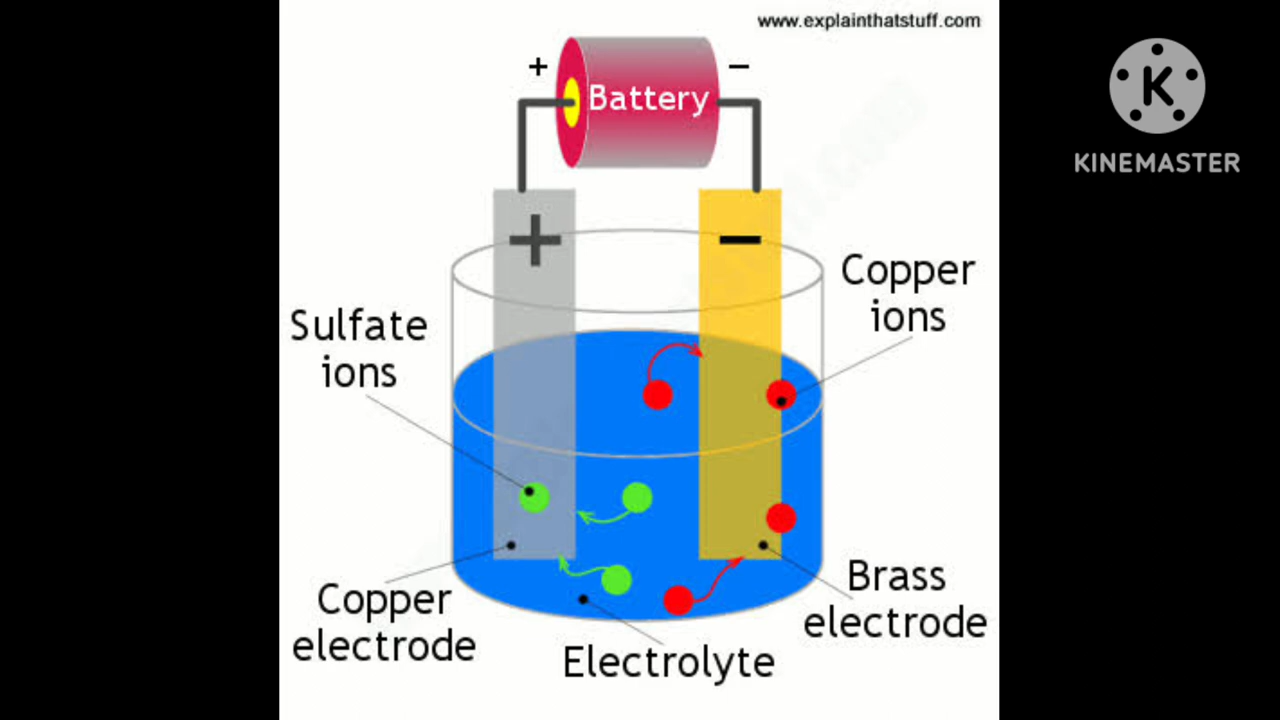 www.explainthatstuff.com
+
−
Battery
K
KINEMASTER
+
−
Copper
ions
Sulfate
ions
Copper
electrode
Brass
electrode
Electrolyte